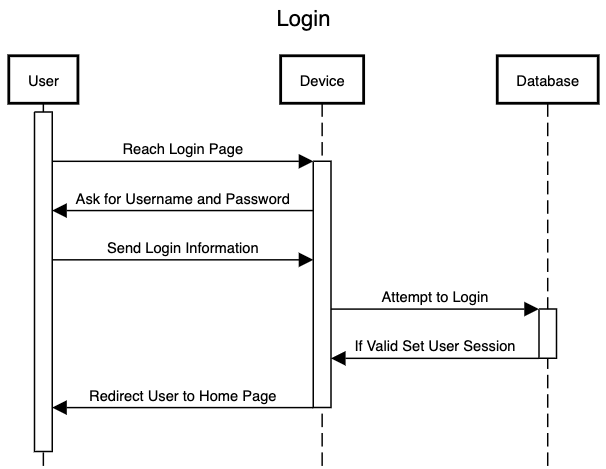 Login
User
Device
Database
Reach Login Page
Ask for Username and Password
Send Login Information
Attempt to Login
If Valid Set User Session
Redirect User to Home Page